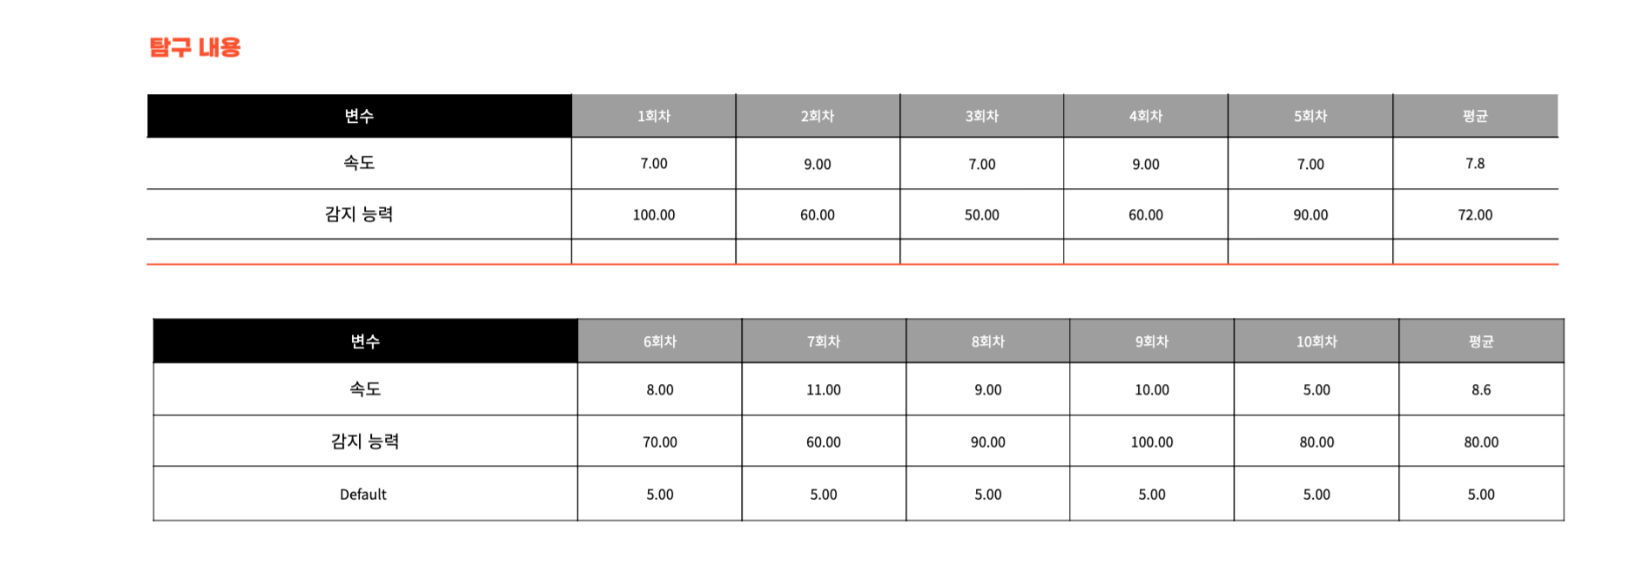 탐구 내용
변수 1회차 2회차 3회차 4회차 5회차 평균
속도 7.00 9.00 7.00 9.00 7.00 7.8
감지 능력 100.00 60.00 50.00 60.00 90.00 72.00
변수 6회차 7회차 8회차 9회차 10회차 평균
속도 8.00 11.00 9.00 10.00 5.00 8.6
감지 능력 70.00 60.00 90.00 100.00 80.00 80.00
Default 5.00 5.00 5.00 5.00 5.00 5.00